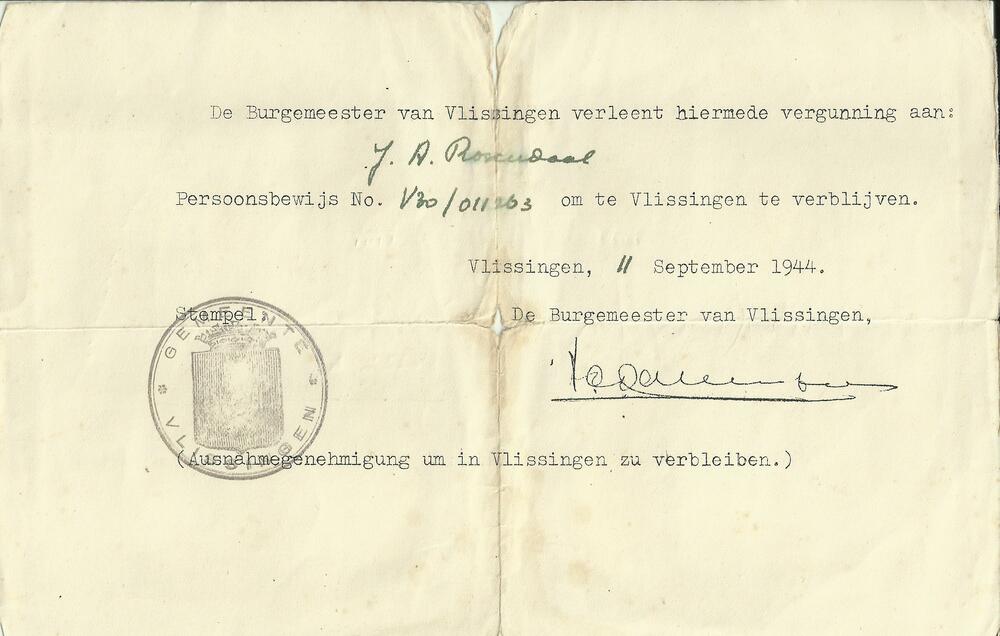 De Burgemeester van Vlissingen verleent hiermede vergunning aan:
J. A. Rosendaal
Persoonsbewijs No. V30/011263 om te Vlissingen te verblijven.
Vlissingen, 11 September 1944.
Stempel. De Burgemeester van Vlissingen,
GEMEENTE VLISSINGEN
(Ausnahmegenehmigung um in Vlissingen zu verbleiben.)